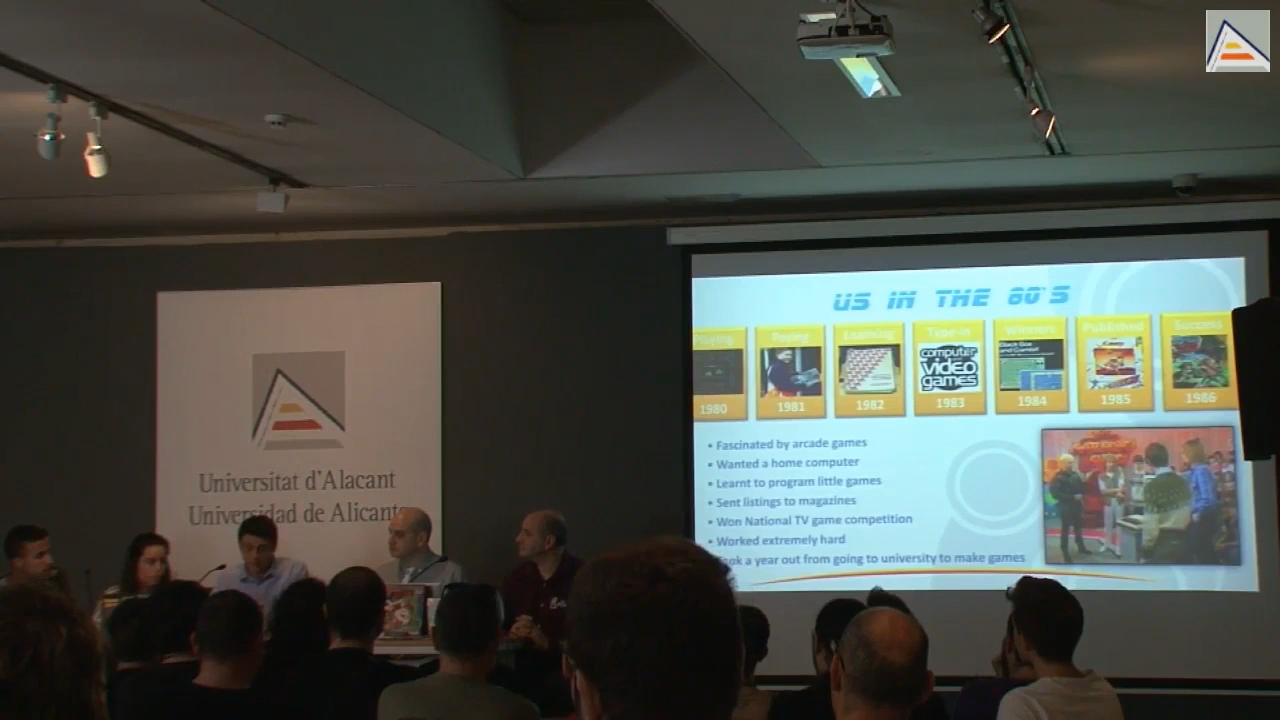 Universitat d'Alacant
Universidad de Alicante
US IN THE 80'S
Playing
1980
Toying
1981
Learning
1982
Type-in
computer
video
games
1983
Winners
1984
Published
1985
Success
1986
• Fascinated by arcade games
• Wanted a home computer
• Learnt to program little games
• Sent listings to magazines
• Won National TV game competition
• Worked extremely hard
ook a year out from going to university to make games